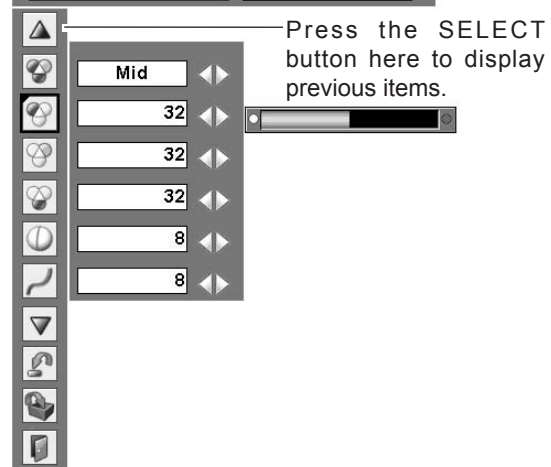 Press the SELECT
button here to display
previous items.
Mid
32
32
32
8
8